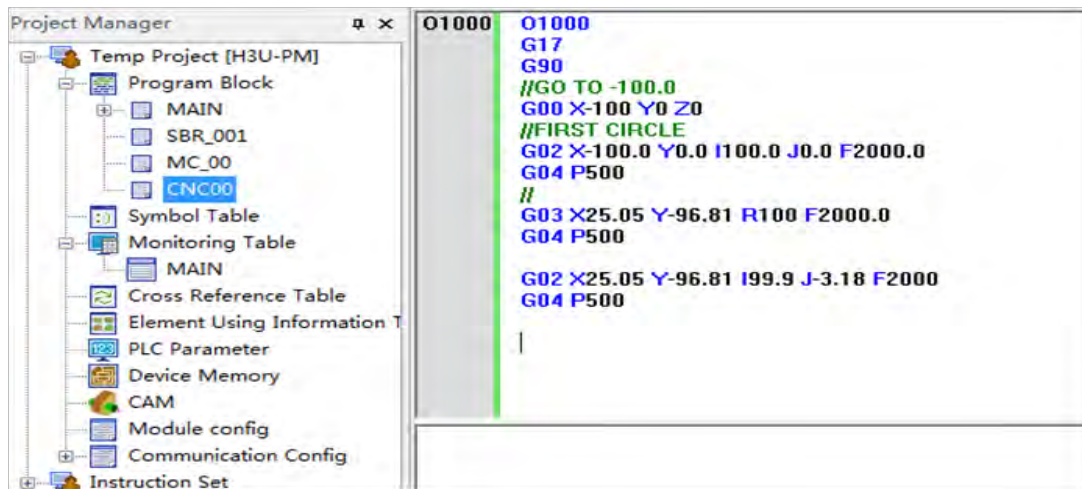 Project Manager
Temp Project [H3U-PM]
Program Block
MAIN
SBR_001
MC_00
CNC00
Symbol Table
Monitoring Table
MAIN
Cross Reference Table
Element Using Information T
PLC Parameter
Device Memory
CAM
Module config
Communication Config
Instruction Set
O1000
O1000
G17
G90
//GO TO -100.0
G00 X-100 Y0 Z0
//FIRST CIRCLE
G02 X-100.0 Y0.0 I100.0 J0.0 F2000.0
G04 P500
//
G03 X25.05 Y-96.81 R100 F2000.0
G04 P500
G02 X25.05 Y-96.81 I99.9 J-3.18 F2000
G04 P500